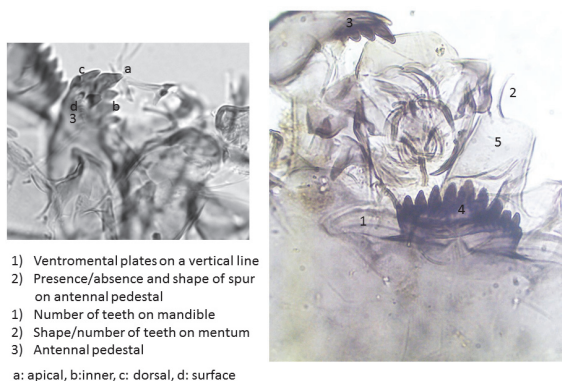 c a
d b
3
3
2
5
1 4
1) Ventromental plates on a vertical line
2) Presence/absence and shape of spur
on antennal pedestal
1) Number of teeth on mandible
2) Shape/number of teeth on mentum
3) Antennal pedestal
a: apical, b:inner, c: dorsal, d: surface